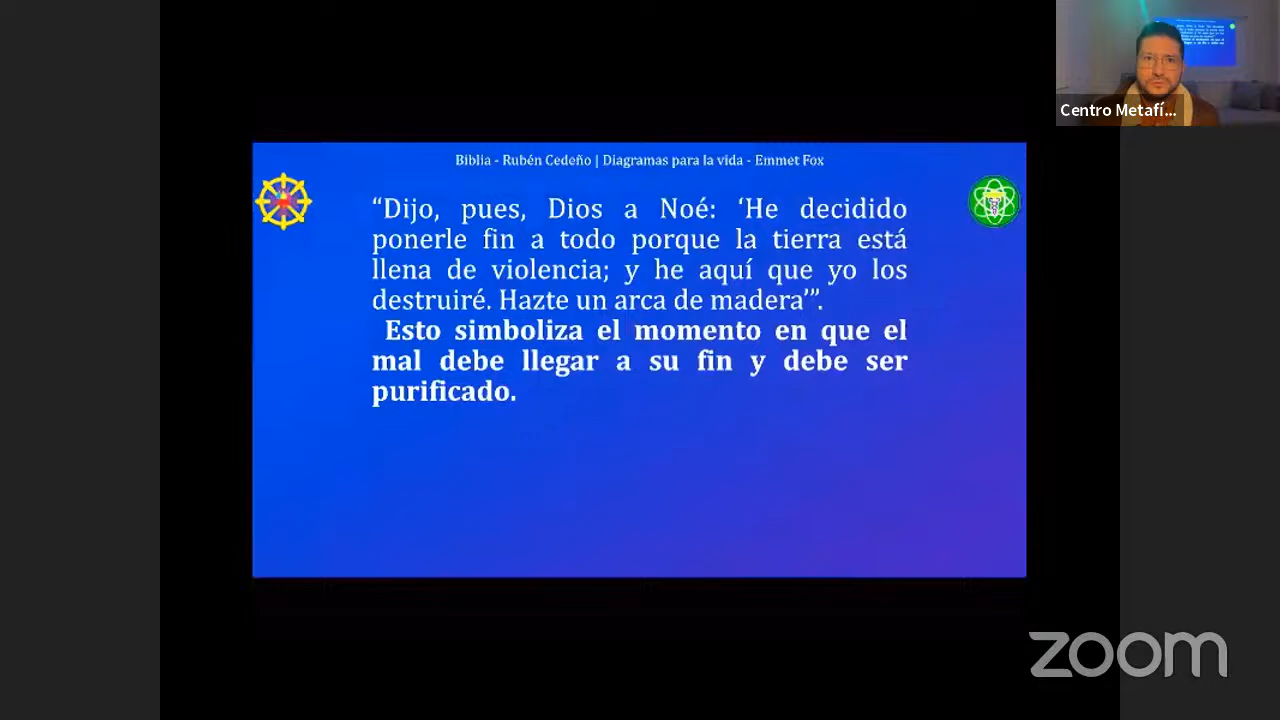 Centro Metafí...
Biblia - Rubén Cedeño | Diagramas para la vida - Emmet Fox
“Dijo, pues, Dios a Noé: ‘He decidido
ponerle fin a todo porque la tierra está
llena de violencia; y he aquí que yo los
destruiré. Hazte un arca de madera’”.
Esto simboliza el momento en que el
mal debe llegar a su fin y debe ser
purificado.
zoom